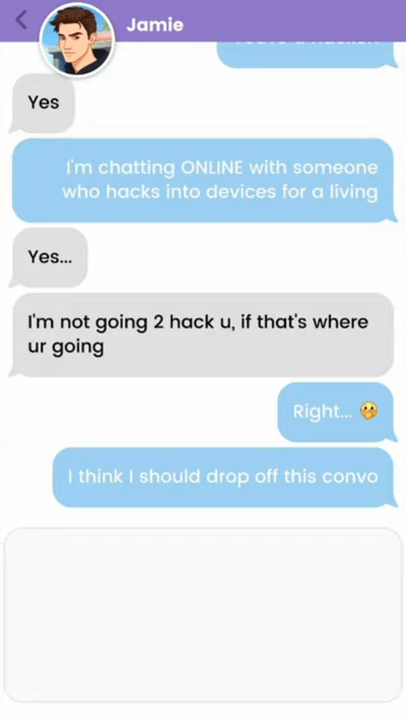 Jamie
Yes
I'm chatting ONLINE with someone
who hacks into devices for a living
Yes...
I'm not going 2 hack u, if that's where
ur going
Right... 🤭
I think I should drop off this convo